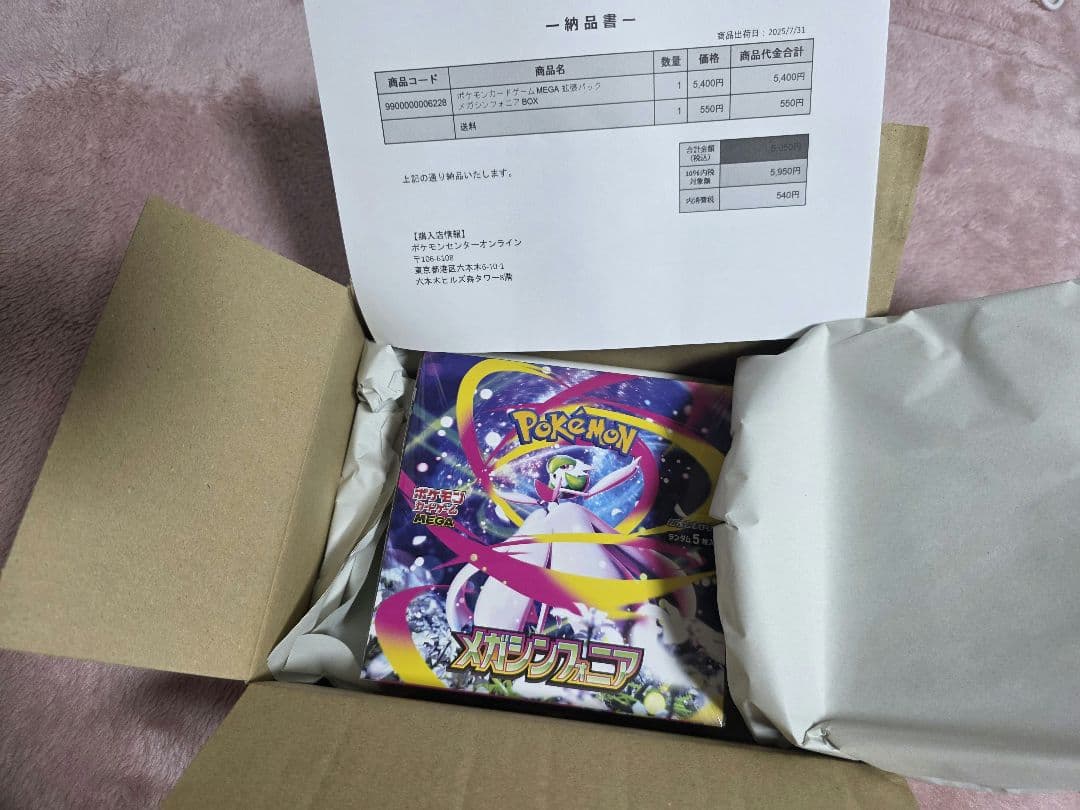 ー 納 品 書 ー
商品出荷日：2025/7/31
商品コード 商品名 数量 価格 商品代金合計
9900000006228 ポケモンカードゲームMEGA 拡張パック 1 5,400円 5,400円
メガシンフォニア BOX
送料 1 550円 550円
合計金額 5,950円
(税込)
10%内税 5,950円
対象額
内消費税 540円
上記の通り納品いたします。
【購入店情報】
ポケモンセンターオンライン
〒106-6108
東京都港区六本木6-10-1
六本木ヒルズ森タワー8階
POKÉMON
ポケモン
カードゲーム
MEGA
ランダム5枚入
メガシンフォニア